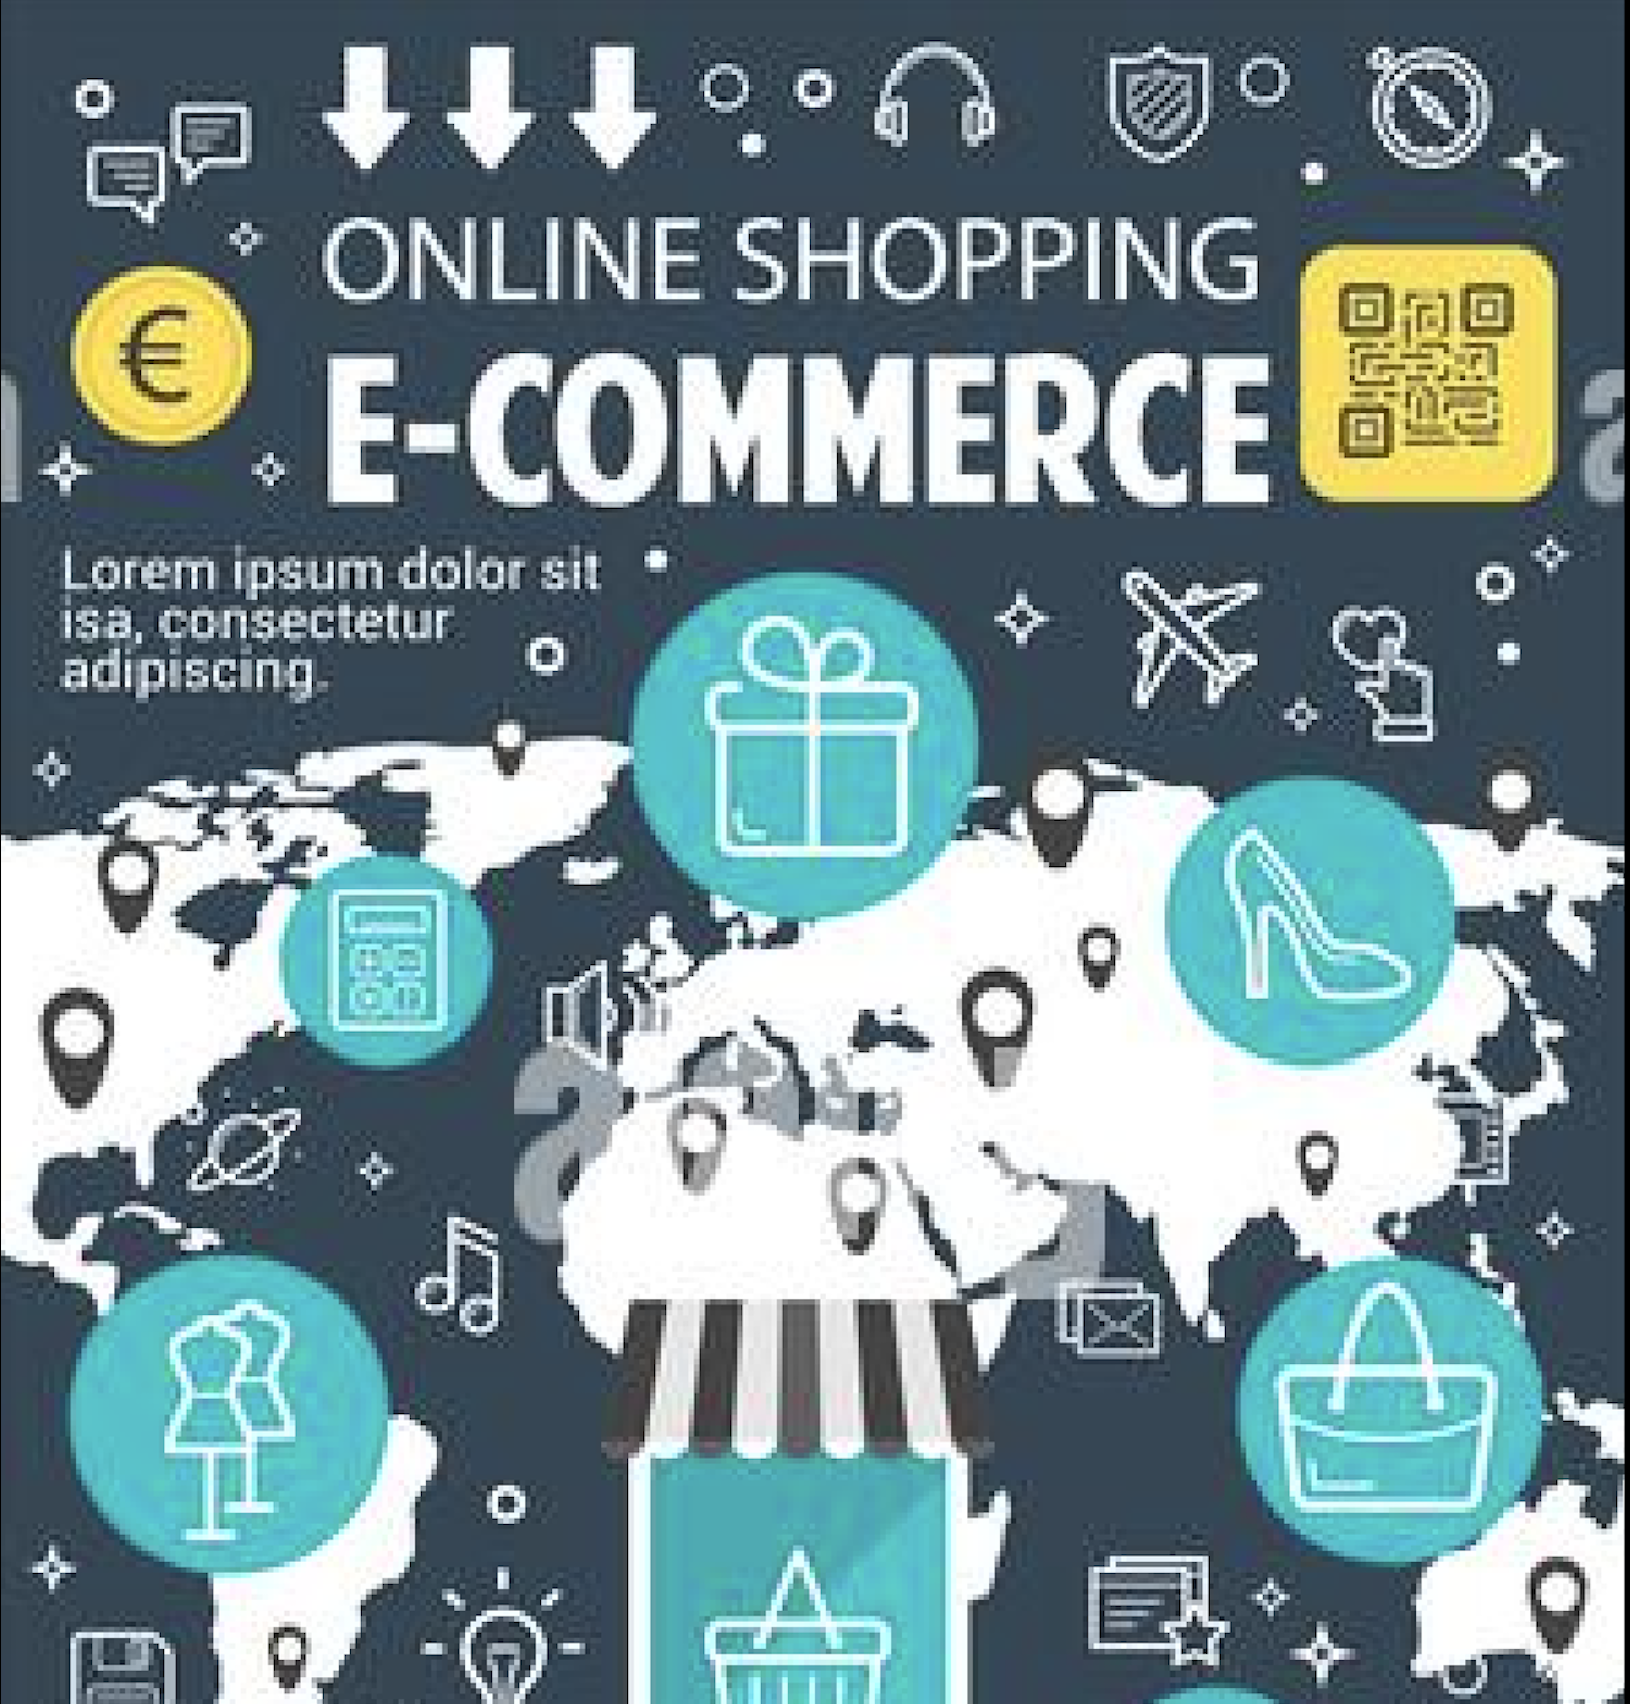 ONLINE SHOPPING
€
E-COMMERCE
Lorem ipsum dolor sit
isa, consectetur
adipiscing.